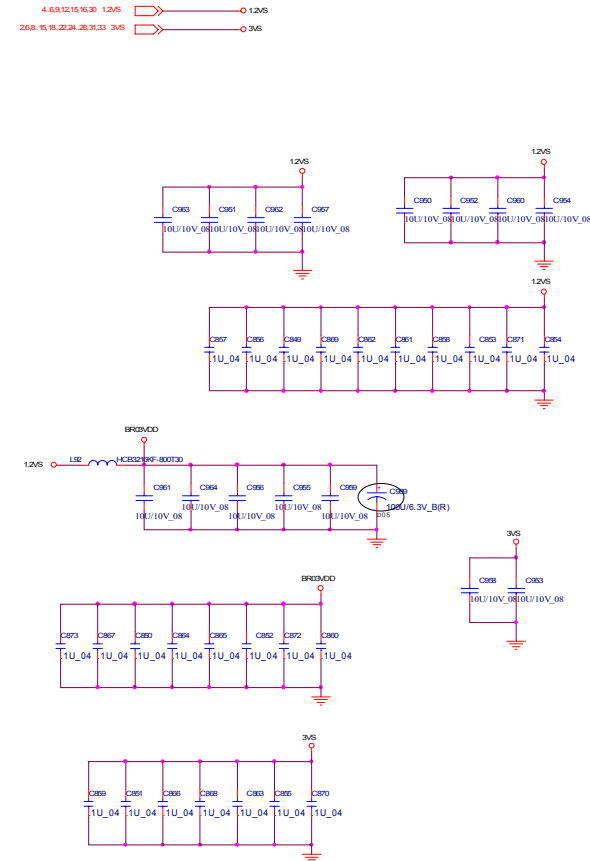 4..6,9,12,15,16,30 1.2VS 1.2VS
2,6,8..15,18..22,24..28,31,33 3VS 3VS
1.2VS 1.2VS
C963 C951 C962 C957 C950 C952 C960 C954
10U/10V_08 10U/10V_08 10U/10V_08 10U/10V_08 10U/10V_08 10U/10V_08 10U/10V_08 10U/10V_08
1.2VS
C857 C856 C849 C869 C862 C861 C858 C853 C871 C854
.1U_04 .1U_04 .1U_04 .1U_04 .1U_04 .1U_04 .1U_04 .1U_04 .1U_04 .1U_04
BR03VDD
1.2VS L92 HCB3216KF-800T30
C961 C964 C956 C955 C959
10U/10V_08 10U/10V_08 10U/10V_08 10U/10V_08 10U/10V_08
+
100U/6.3V_B(R)
D05
3VS
C958 C953
10U/10V_08 10U/10V_08
BR03VDD
C873 C867 C850 C864 C865 C852 C872 C860
.1U_04 .1U_04 .1U_04 .1U_04 .1U_04 .1U_04 .1U_04 .1U_04
3VS
C859 C851 C866 C868 C863 C855 C870
.1U_04 .1U_04 .1U_04 .1U_04 .1U_04 .1U_04 .1U_04